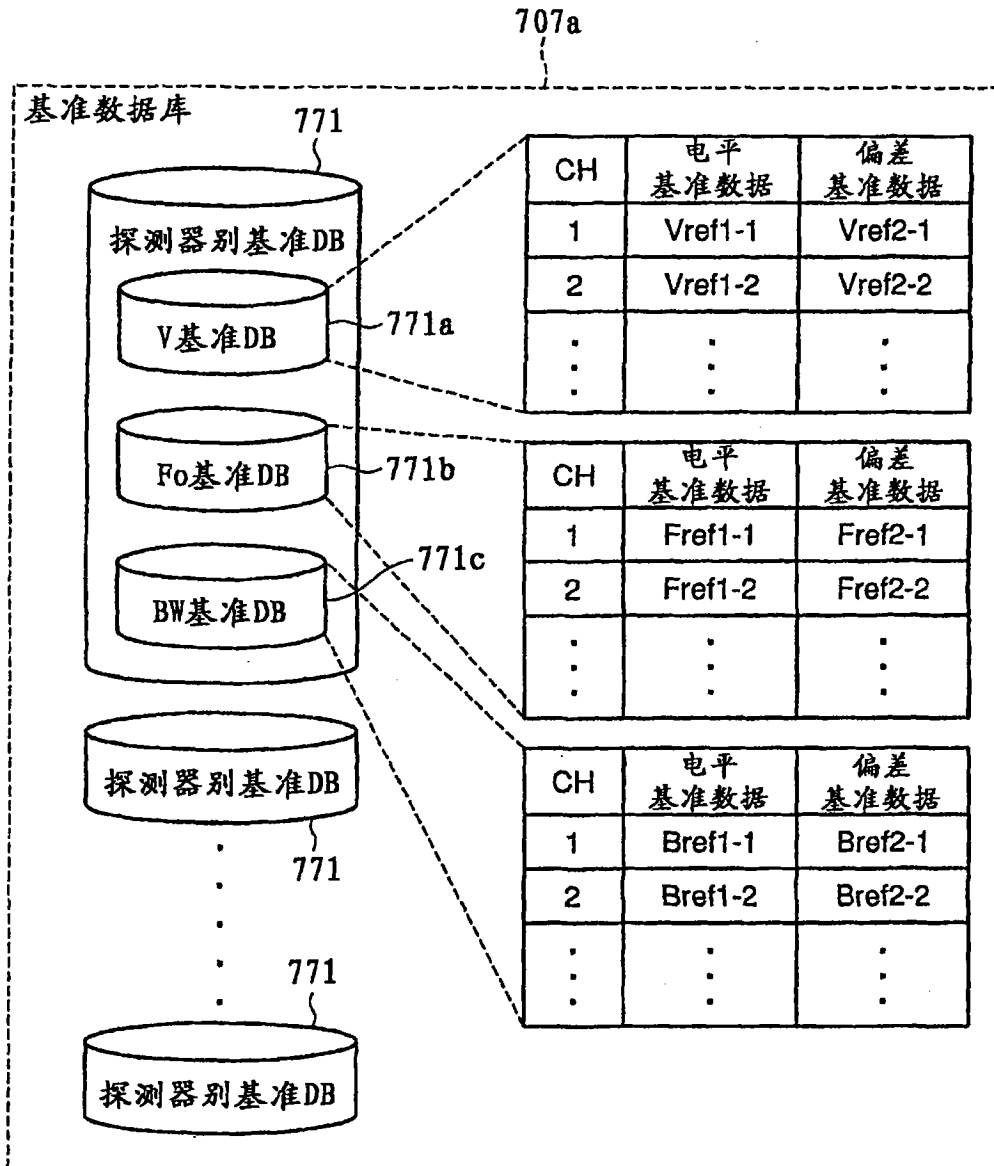 707a
基准数据库
771
探测器别基准DB
V基准DB
771a
Fo基准DB
771b
BW基准DB
771c
探测器别基准DB
771
771
探测器别基准DB
CH 电平基准数据 偏差基准数据
1 Vref1-1 Vref2-1
2 Vref1-2 Vref2-2
CH 电平基准数据 偏差基准数据
1 Fref1-1 Fref2-1
2 Fref1-2 Fref2-2
CH 电平基准数据 偏差基准数据
1 Bref1-1 Bref2-1
2 Bref1-2 Bref2-2